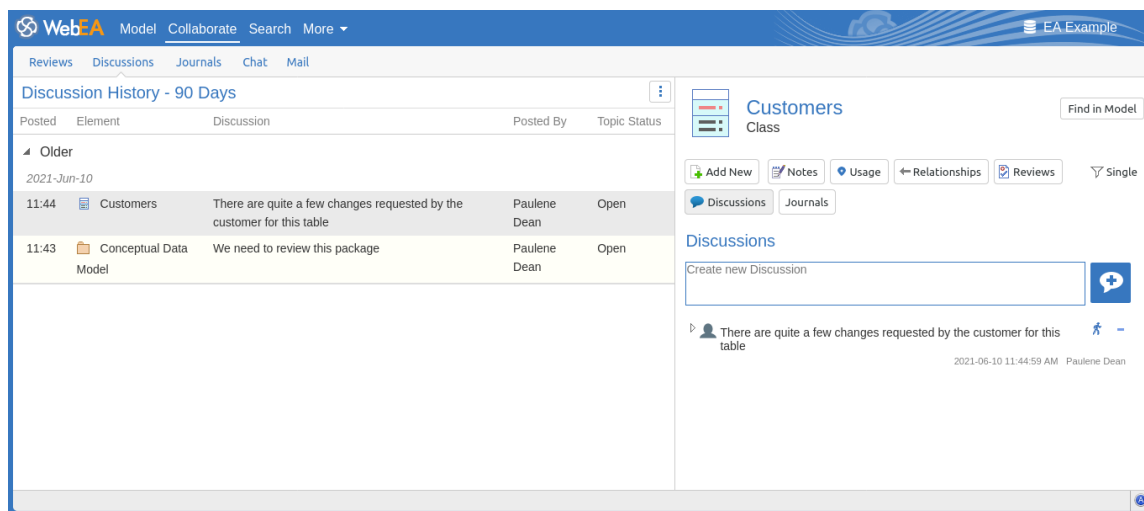 WebEA Model Collaborate Search More EA Example
Reviews Discussions Journals Chat Mail
Discussion History - 90 Days
Posted Element Discussion Posted By Topic Status
Older
2021-Jun-10
11:44 Customers There are quite a few changes requested by the Paulene Open
customer for this table Dean
11:43 Conceptual Data We need to review this package Paulene Open
Model Dean
Customers Find in Model
Class
Add New Notes Usage Relationships Reviews Single
Discussions Journals
Discussions
Create new Discussion
There are quite a few changes requested by the customer for this
table
2021-06-10 11:44:59 AM Paulene Dean